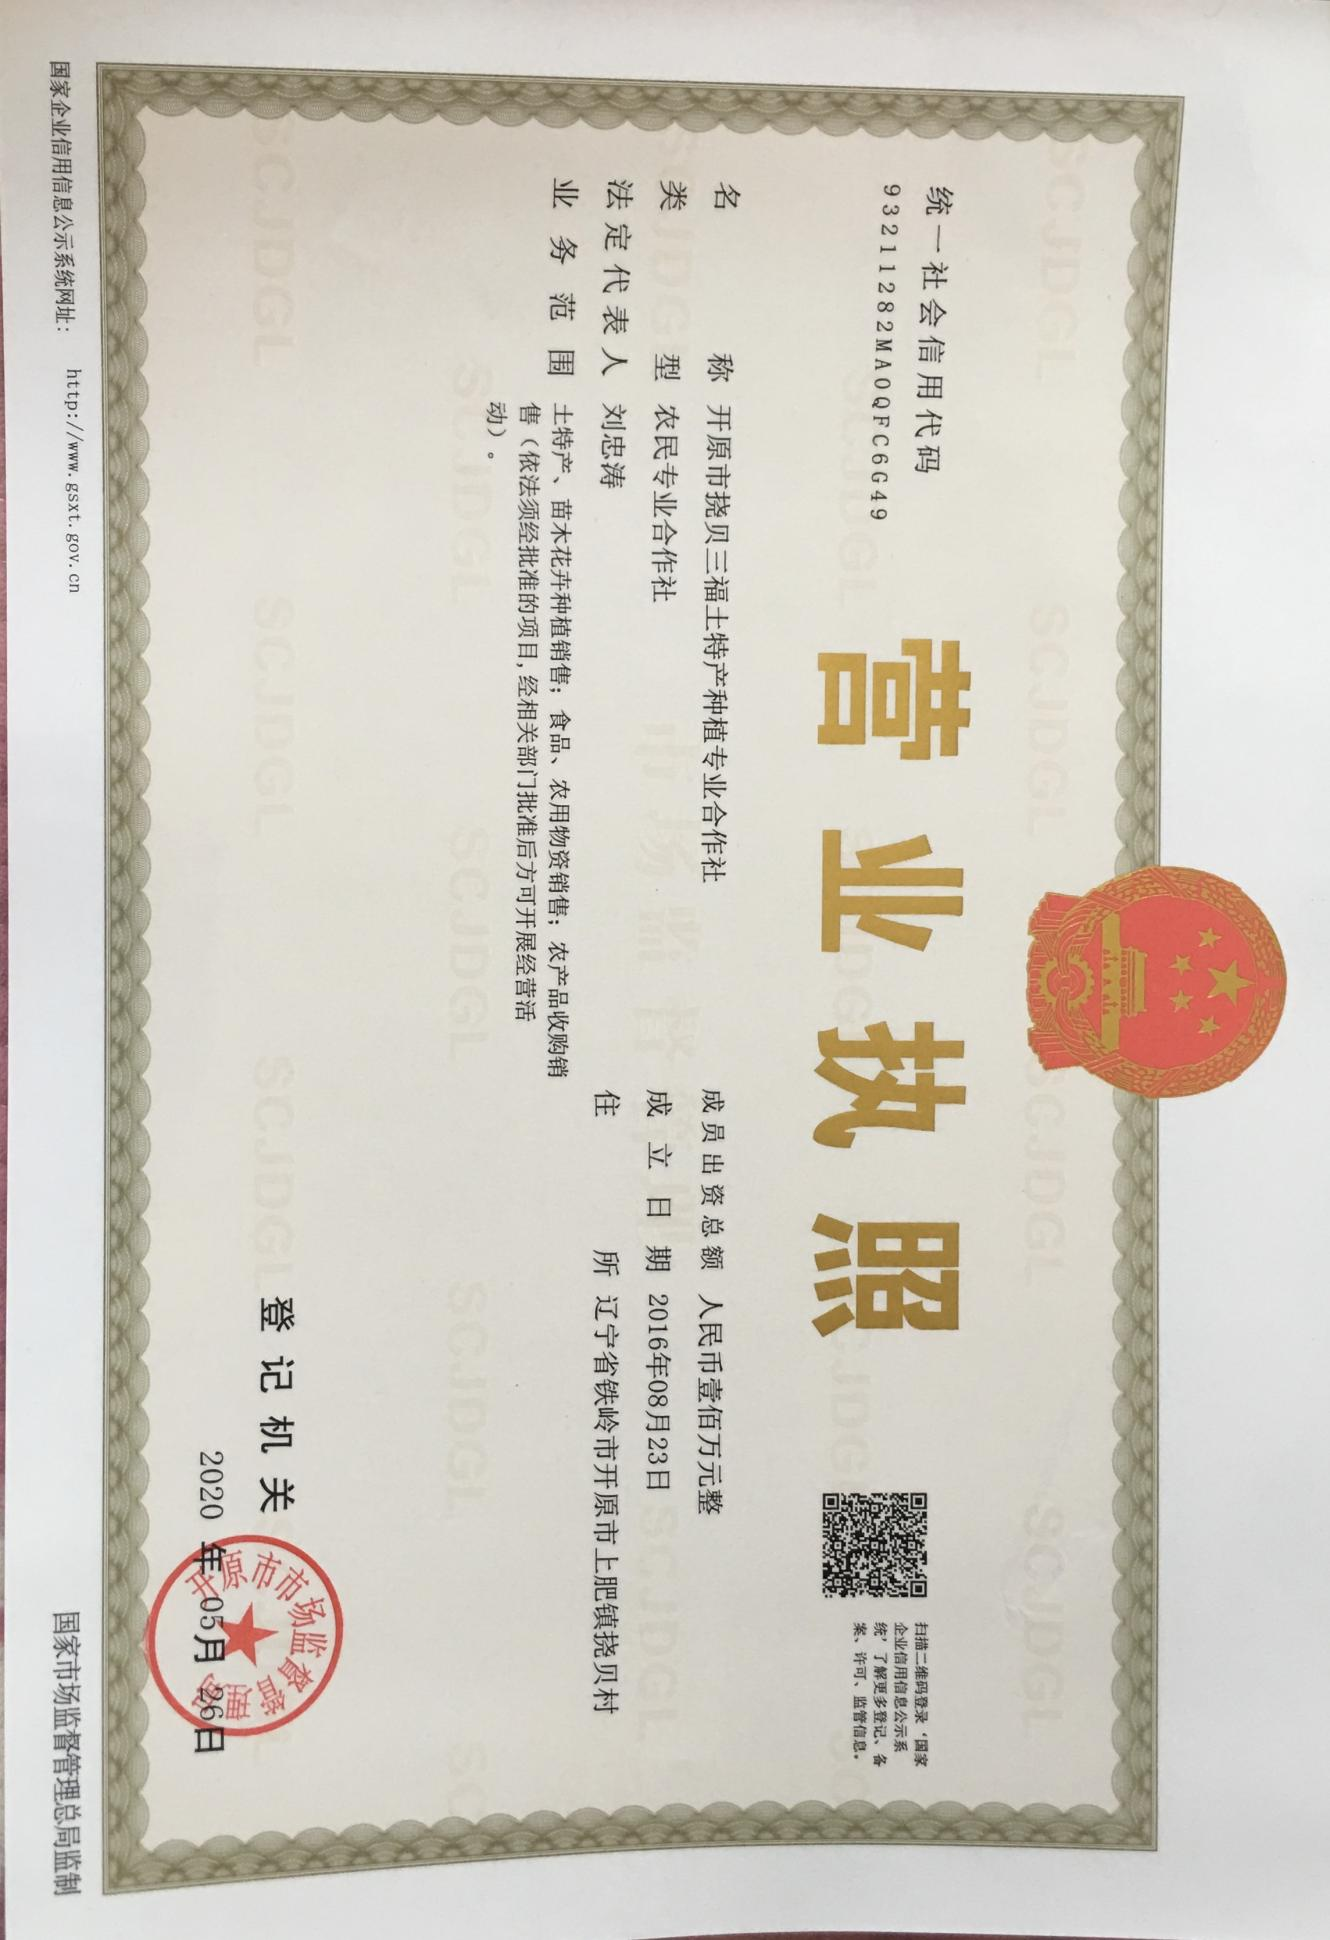 统一社会信用代码
93211282MA0QFC6G49
营业执照
扫描二维码登录‘国家
企业信用信息公示系
统’了解更多登记、备
案、许可、监管信息。
名称 开原市挠贝三福土特产种植专业合作社
类型 农民专业合作社
法定代表人 刘忠涛
业务范围 土特产、苗木花卉种植销售；食品、农用物资销售；农产品收购销
售（依法须经批准的项目，经相关部门批准后方可开展经营活
动）。
成员出资总额 人民币壹佰万元整
成立日期 2016年08月23日
住所 辽宁省铁岭市开原市上肥镇挠贝村
登记机关
开原市市场监督管理局
2020 年 05月 26日
国家企业信用信息公示系统网址： http://www.gsxt.gov.cn
国家市场监督管理总局监制
SCJDGL
市场监督管理